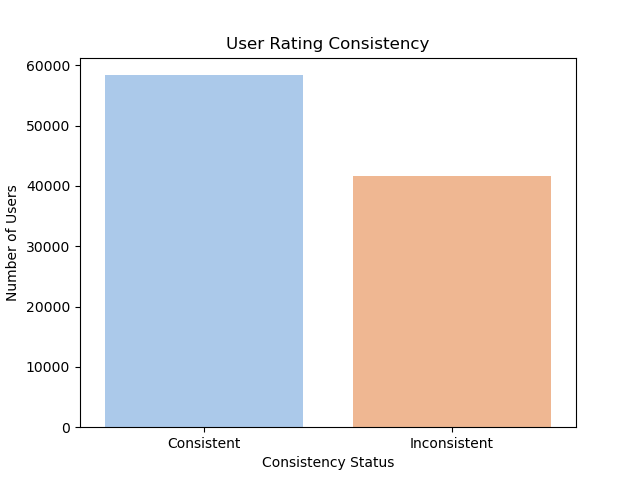 User Rating Consistency
60000
50000
40000
30000
20000
10000
0
Number of Users
Consistent
Inconsistent
Consistency Status